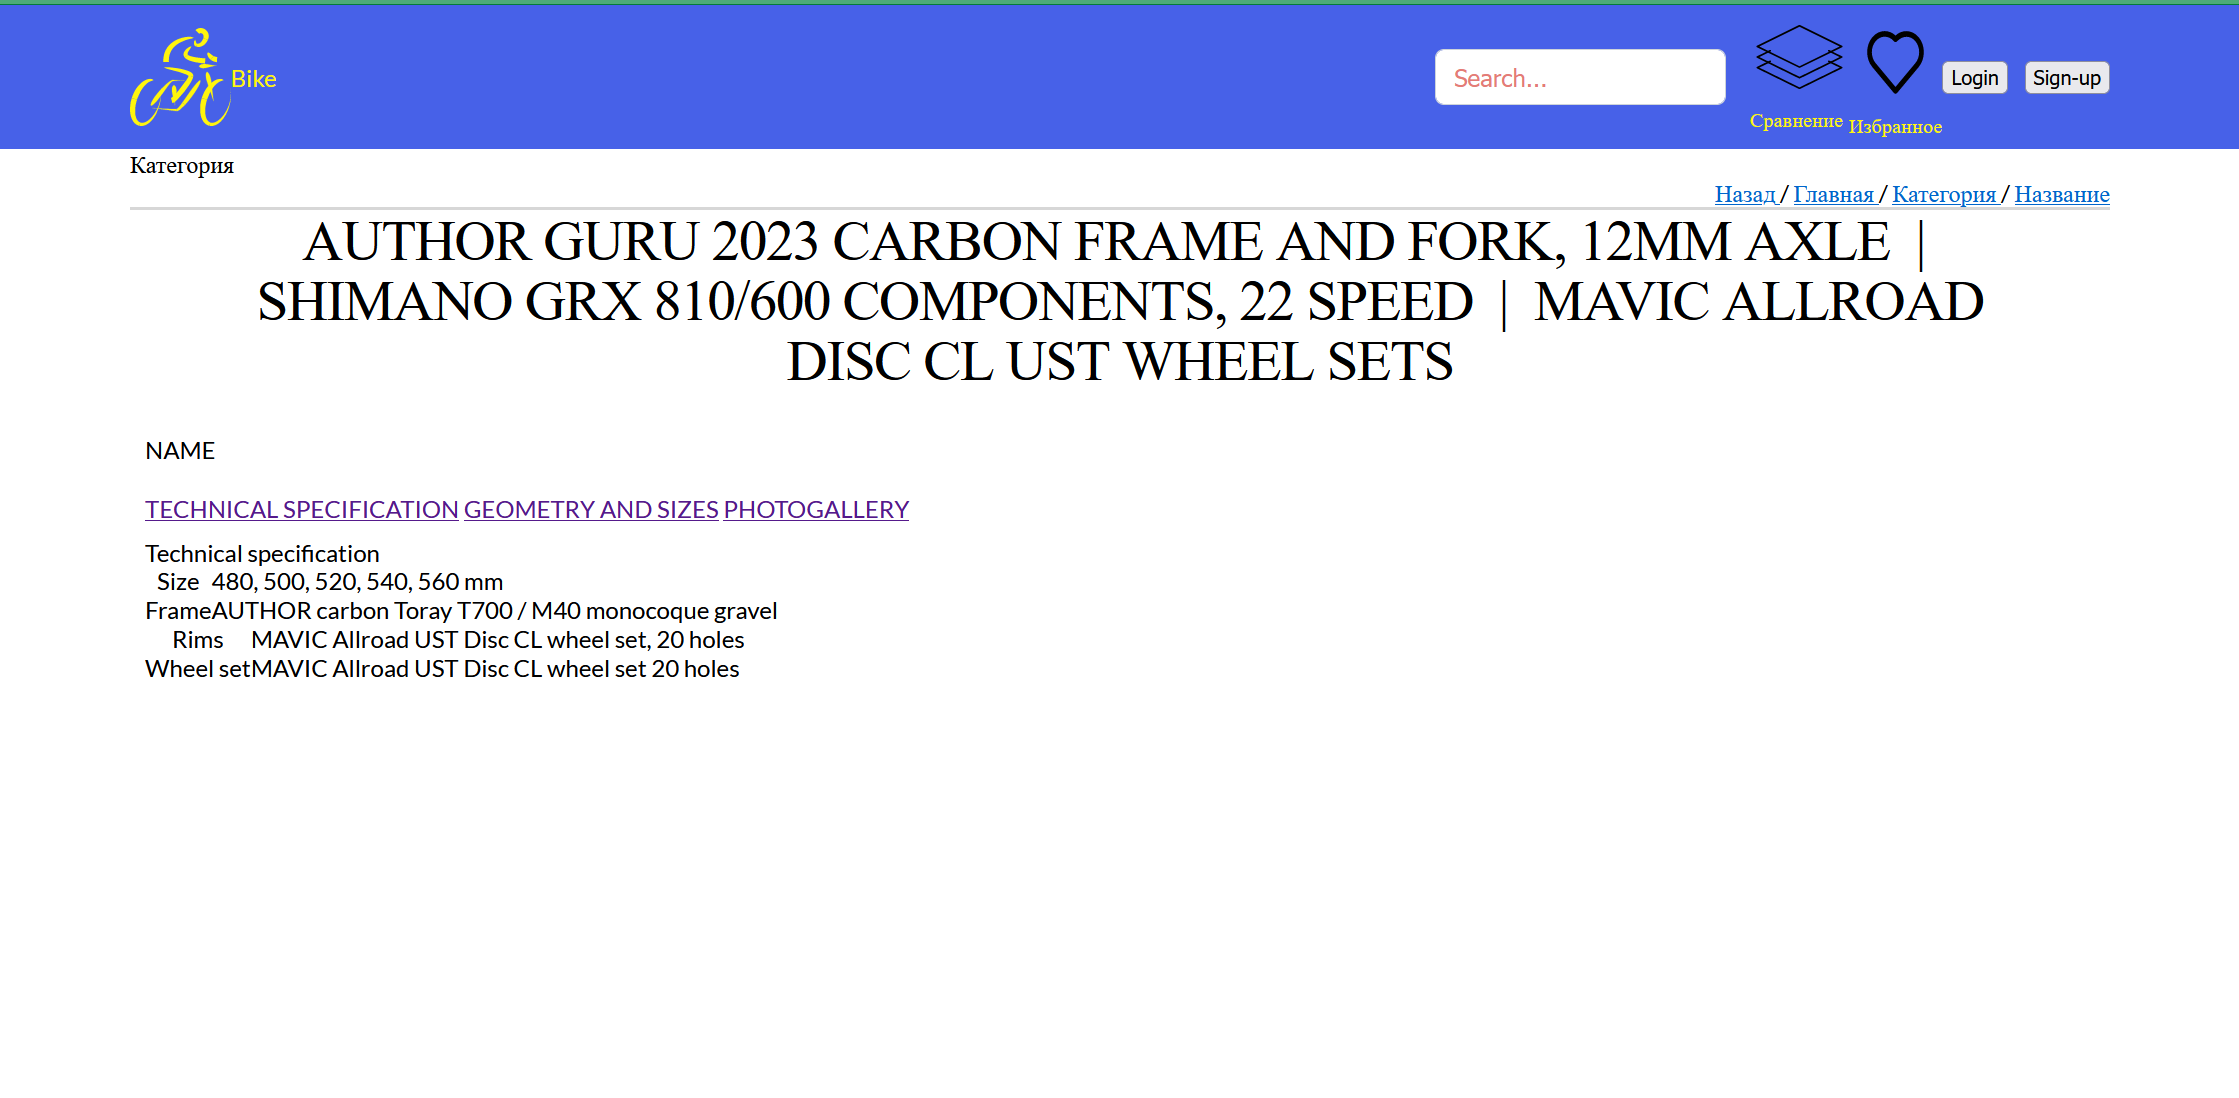 Bike
Search...
Сравнение
Избранное
Login
Sign-up
Категория
Назад / Главная / Категория / Название
AUTHOR GURU 2023 CARBON FRAME AND FORK, 12MM AXLE |
SHIMANO GRX 810/600 COMPONENTS, 22 SPEED | MAVIC ALLROAD
DISC CL UST WHEEL SETS
NAME
TECHNICAL SPECIFICATION GEOMETRY AND SIZES PHOTOGALLERY
Technical specification
Size 480, 500, 520, 540, 560 mm
FrameAUTHOR carbon Toray T700 / M40 monocoque gravel
Rims MAVIC Allroad UST Disc CL wheel set, 20 holes
Wheel setMAVIC Allroad UST Disc CL wheel set 20 holes